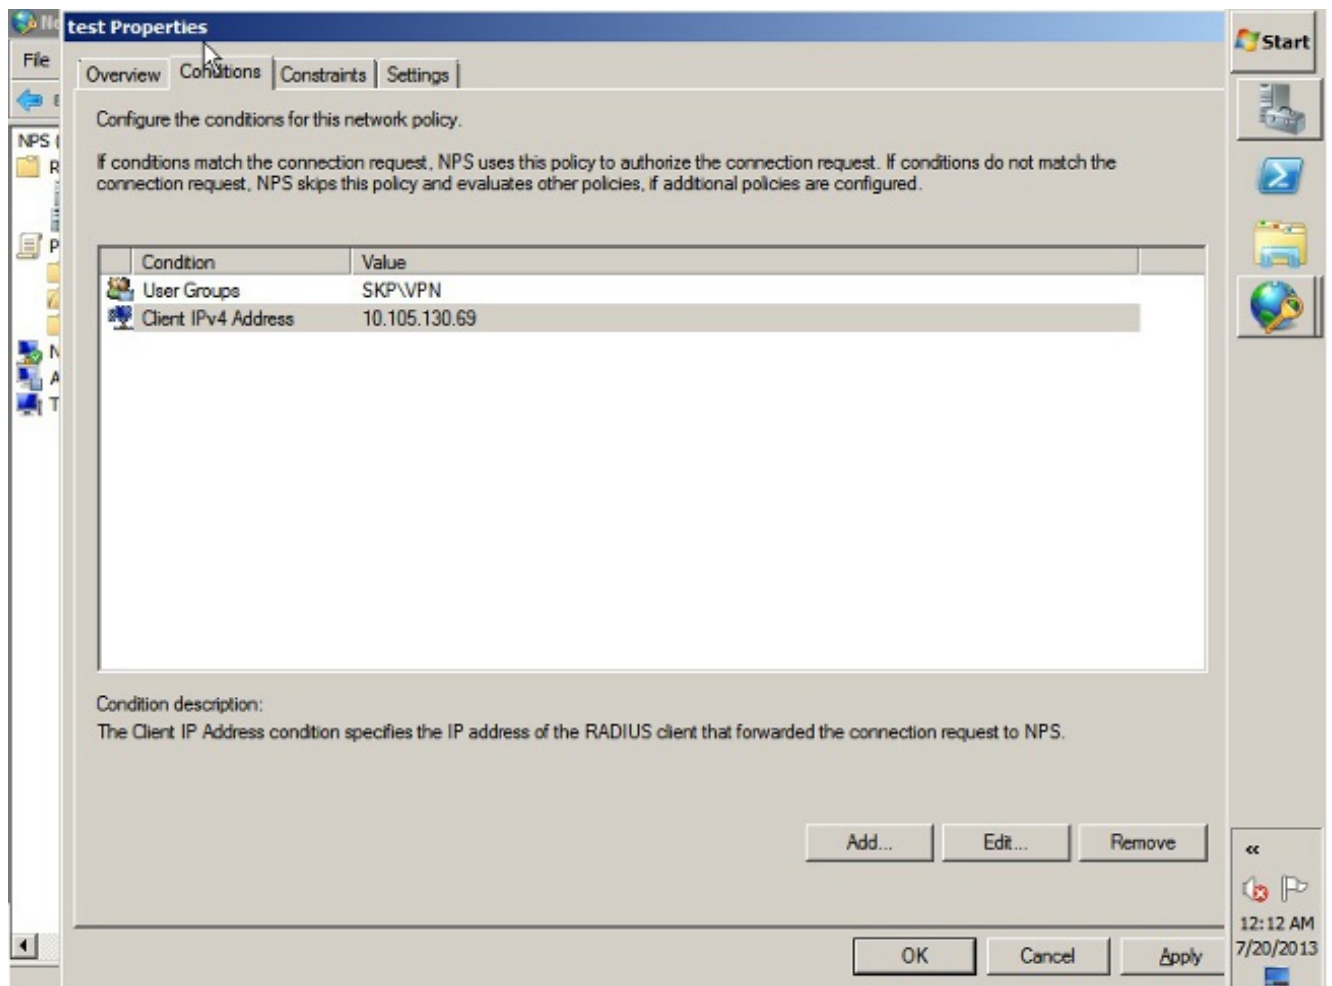 test Properties
File
Overview Conditions Constraints Settings
Configure the conditions for this network policy.
If conditions match the connection request, NPS uses this policy to authorize the connection request. If conditions do not match the
connection request, NPS skips this policy and evaluates other policies, if additional policies are configured.
NPS (
R
P
N
A
T
Condition Value
User Groups SKP\VPN
Client IPv4 Address 10.105.130.69
Condition description:
The Client IP Address condition specifies the IP address of the RADIUS client that forwarded the connection request to NPS.
Add... Edit... Remove
OK Cancel Apply
Start
«
12:12 AM
7/20/2013